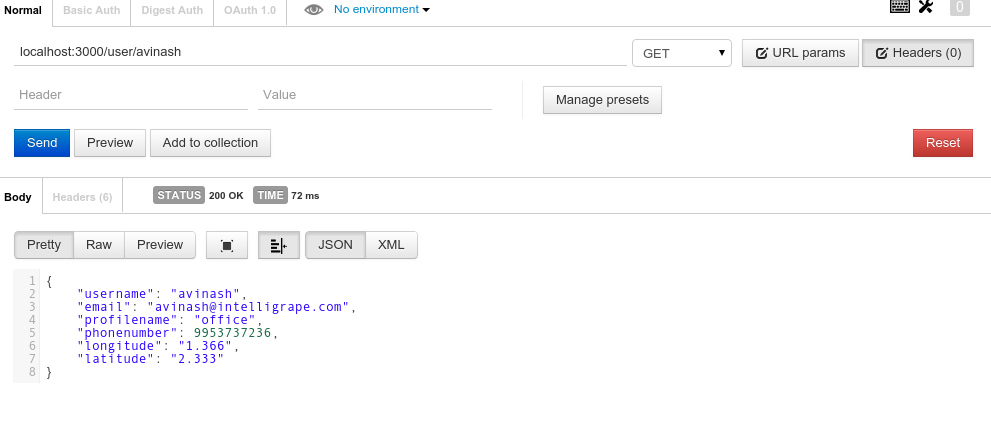 Normal Basic Auth Digest Auth OAuth 1.0 No environment 0
localhost:3000/user/avinash GET URL params Headers (0)
Header Value Manage presets
Send Preview Add to collection Reset
Body Headers (6) STATUS 200 OK TIME 72 ms
Pretty Raw Preview JSON XML
1 {
2 "username": "avinash",
3 "email": "avinash@intelligrape.com",
4 "profilename": "office",
5 "phonenumber": 9953737236,
6 "longitude": "1.366",
7 "latitude": "2.333"
8 }